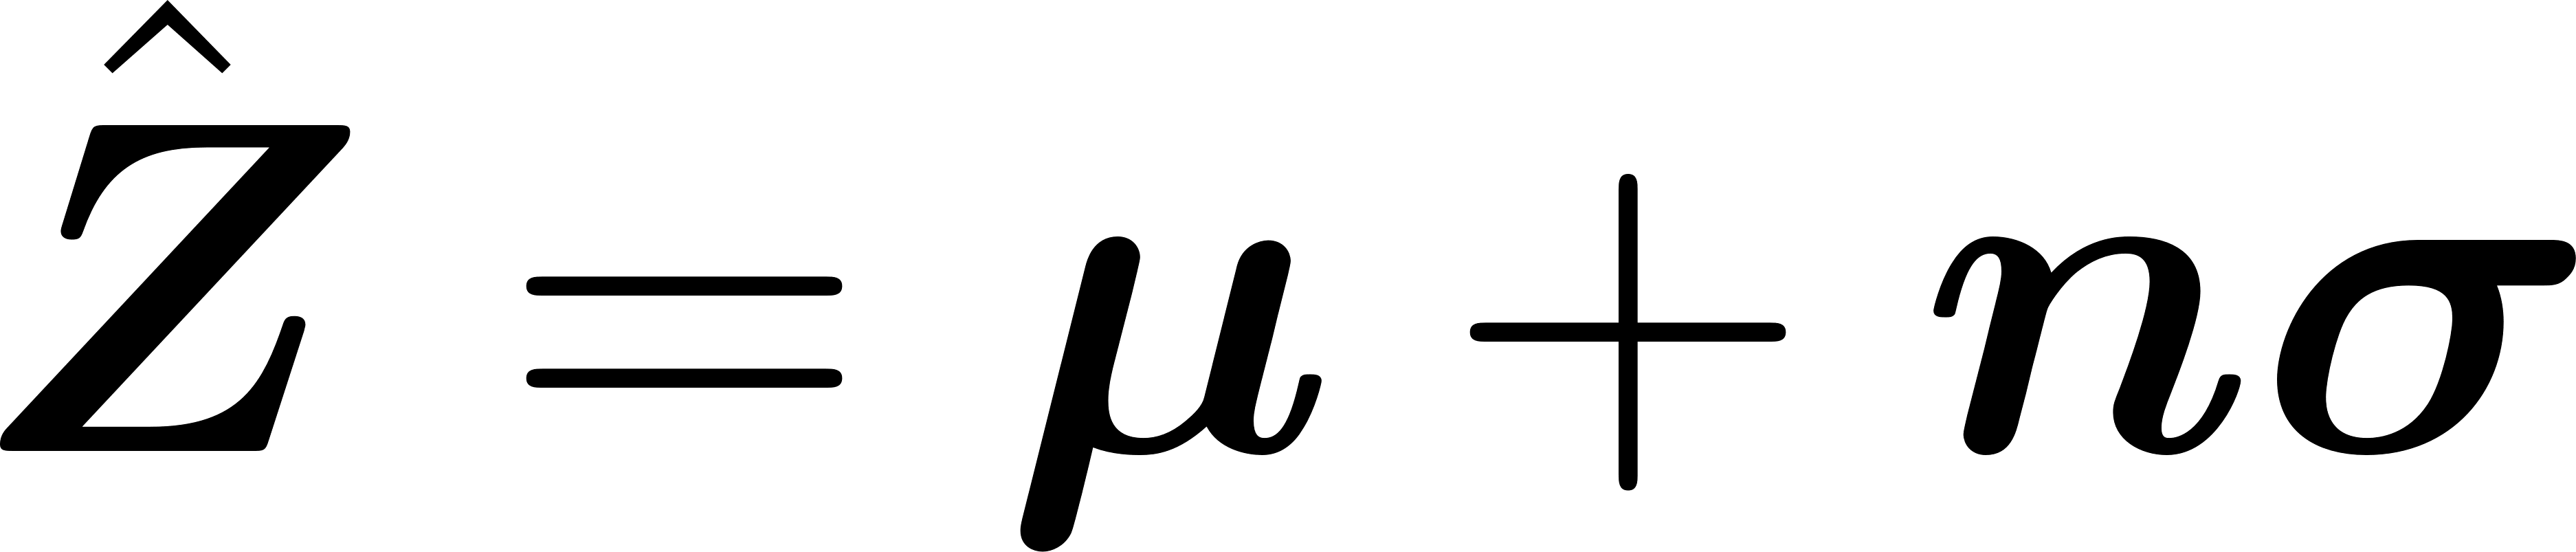 Ẑ = μ + nσ